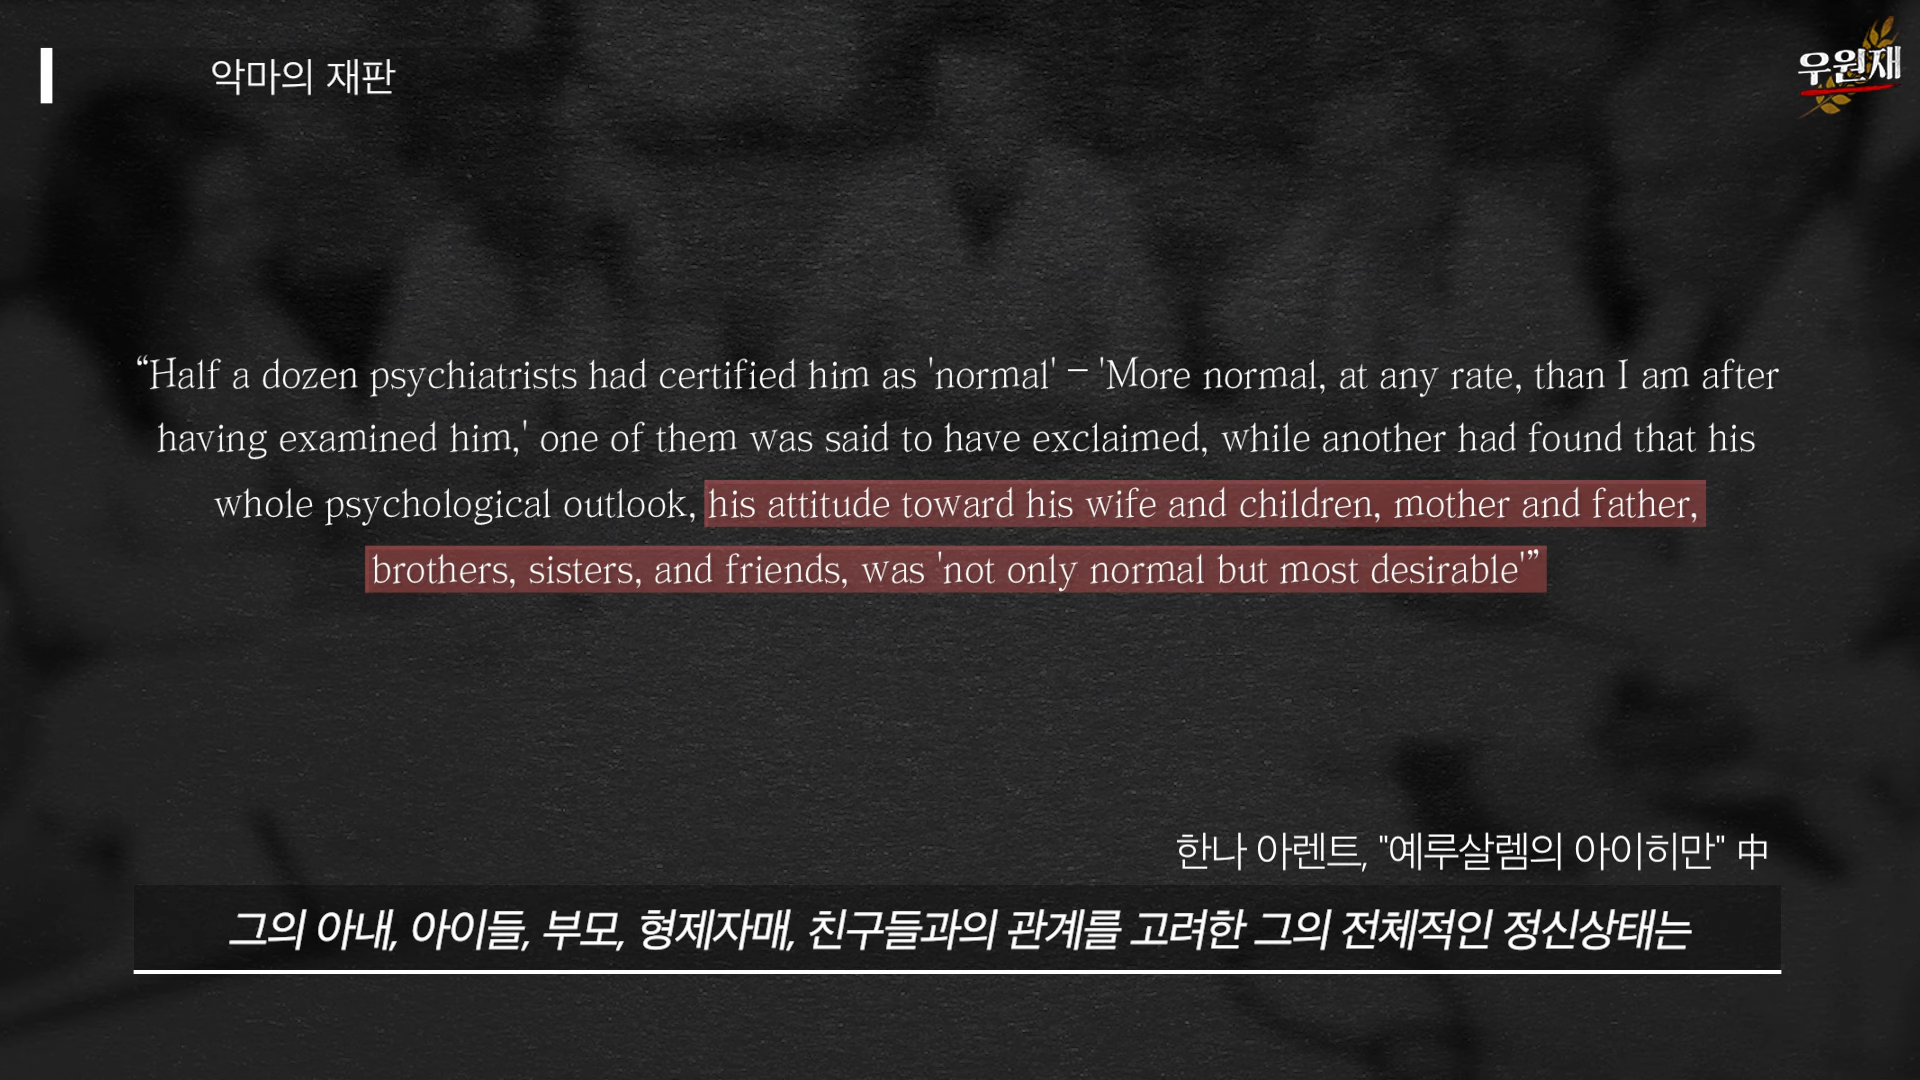 악마의 재판
우원재
“Half a dozen psychiatrists had certified him as 'normal' – 'More normal, at any rate, than I am after
having examined him,' one of them was said to have exclaimed, while another had found that his
whole psychological outlook, his attitude toward his wife and children, mother and father,
brothers, sisters, and friends, was 'not only normal but most desirable'”
한나 아렌트, "예루살렘의 아이히만" 中
그의 아내, 아이들, 부모, 형제자매, 친구들과의 관계를 고려한 그의 전체적인 정신상태는